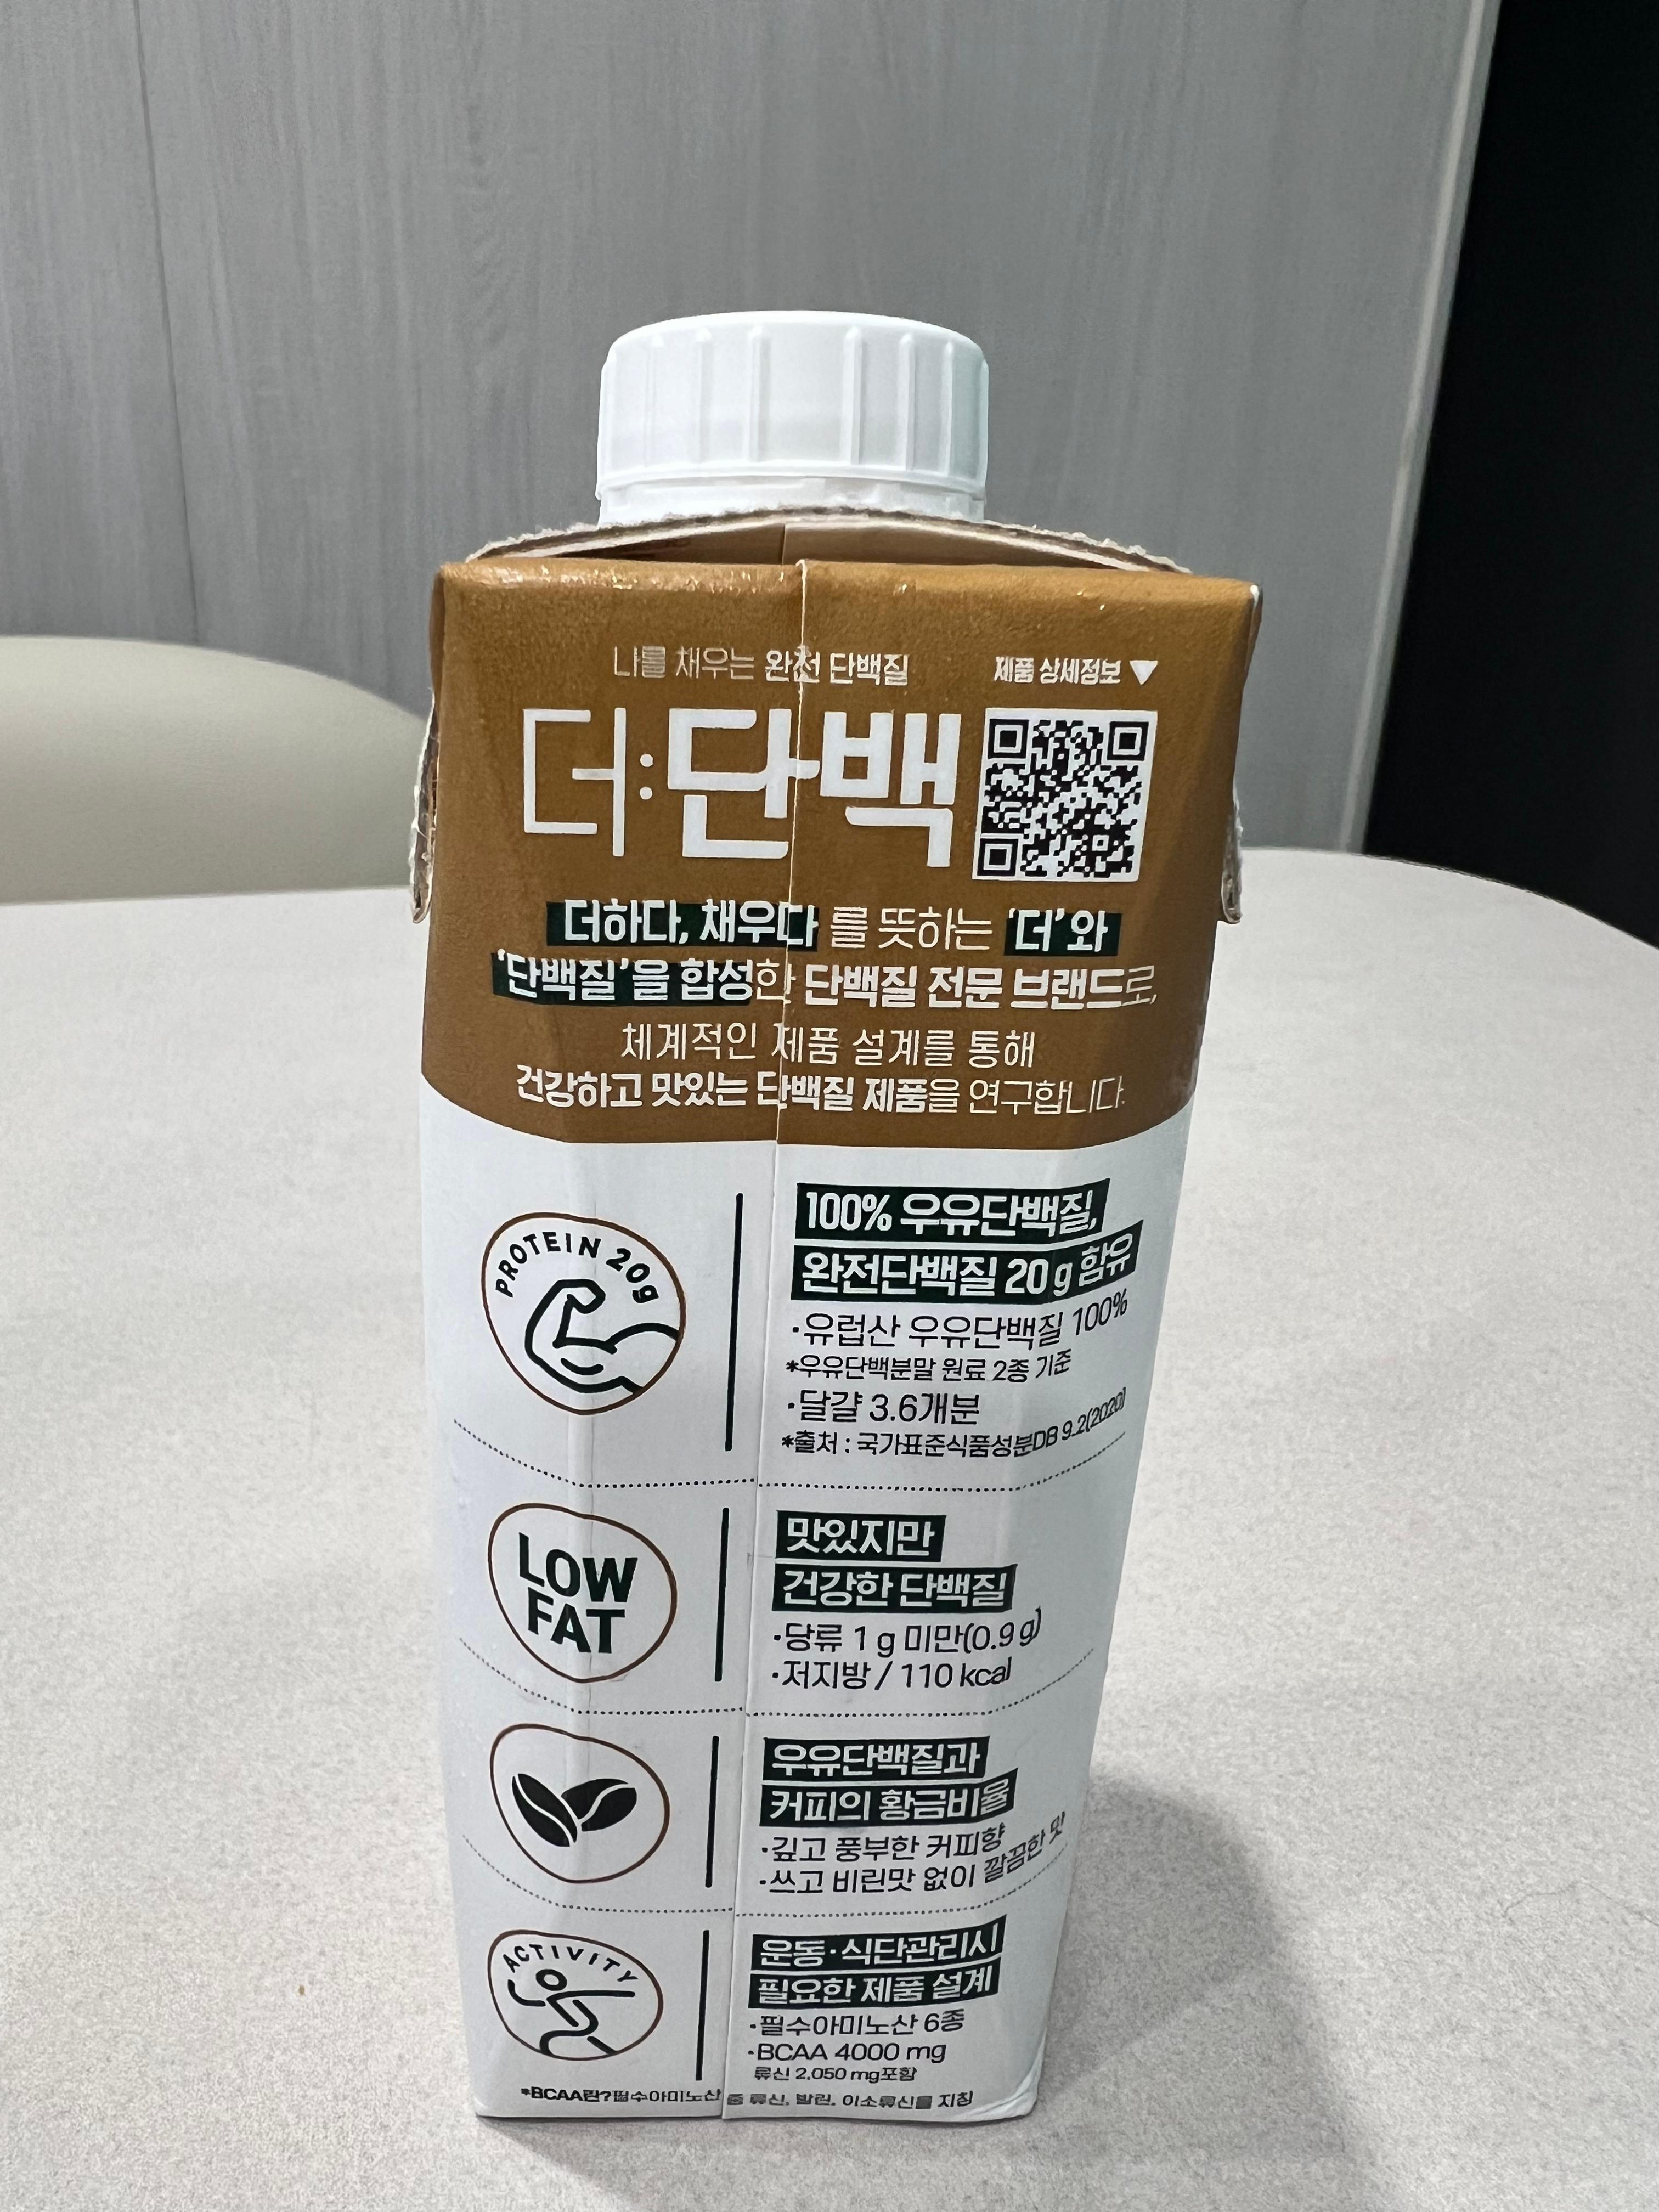 나를 채우는 완전 단백질
제품 상세정보
더:단백
더하다, 채우다 를 뜻하는 '더'와
'단백질'을 합성한 단백질 전문 브랜드로,
체계적인 제품 설계를 통해
건강하고 맛있는 단백질 제품을 연구합니다.
PROTEIN 20g
100% 우유단백질,
완전단백질 20 g 함유
·유럽산 우유단백질 100%
*우유단백분말 원료 2종 기준
·달걀 3.6개분
*출처 : 국가표준식품성분DB 9.2(2020)
LOW
FAT
맛있지만
건강한 단백질
·당류 1 g 미만(0.9 g)
·저지방 / 110 kcal
우유단백질과
커피의 황금비율
·깊고 풍부한 커피향
·쓰고 비린맛 없이 깔끔한 맛
ACTIVITY
운동·식단관리시
필요한 제품 설계
·필수아미노산 6종
·BCAA 4000 mg
류신 2,050 mg포함
*BCAA란?필수아미노산 중 류신, 발린, 이소류신을 지칭